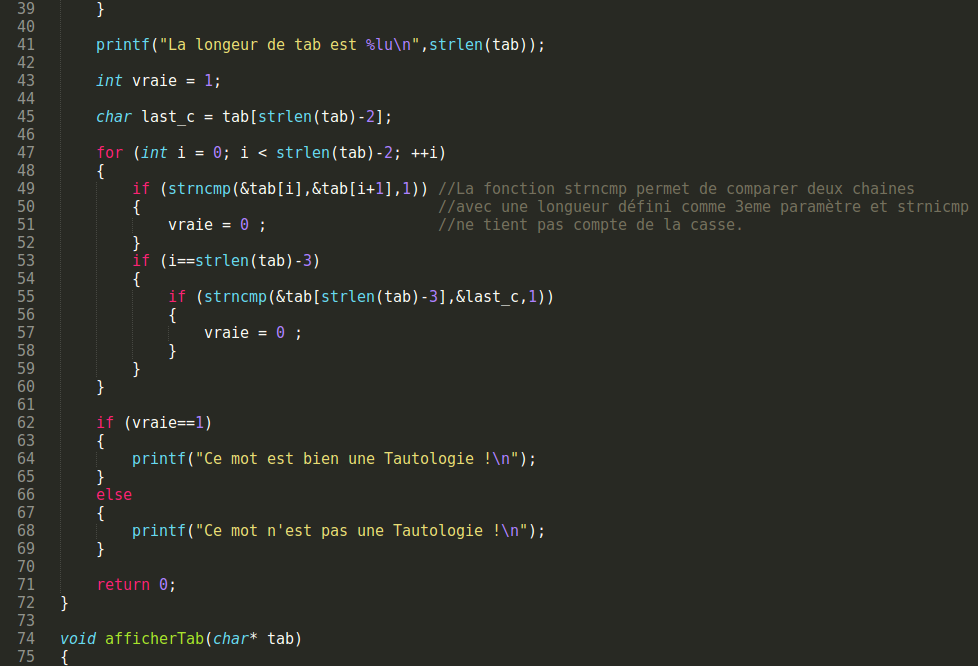 39 }
40
41 printf("La longeur de tab est %lu\n",strlen(tab));
42
43 int vraie = 1;
44
45 char last_c = tab[strlen(tab)-2];
46
47 for (int i = 0; i < strlen(tab)-2; ++i)
48 {
49 if (strncmp(&tab[i],&tab[i+1],1)) //La fonction strncmp permet de comparer deux chaines
50 { //avec une longueur défini comme 3eme paramètre et strnicmp
51 vraie = 0 ; //ne tient pas compte de la casse.
52 }
53 if (i==strlen(tab)-3)
54 {
55 if (strncmp(&tab[strlen(tab)-3],&last_c,1))
56 {
57 vraie = 0 ;
58 }
59 }
60 }
61
62 if (vraie==1)
63 {
64 printf("Ce mot est bien une Tautologie !\n");
65 }
66 else
67 {
68 printf("Ce mot n'est pas une Tautologie !\n");
69 }
70
71 return 0;
72 }
73
74 void afficherTab(char* tab)
75 {